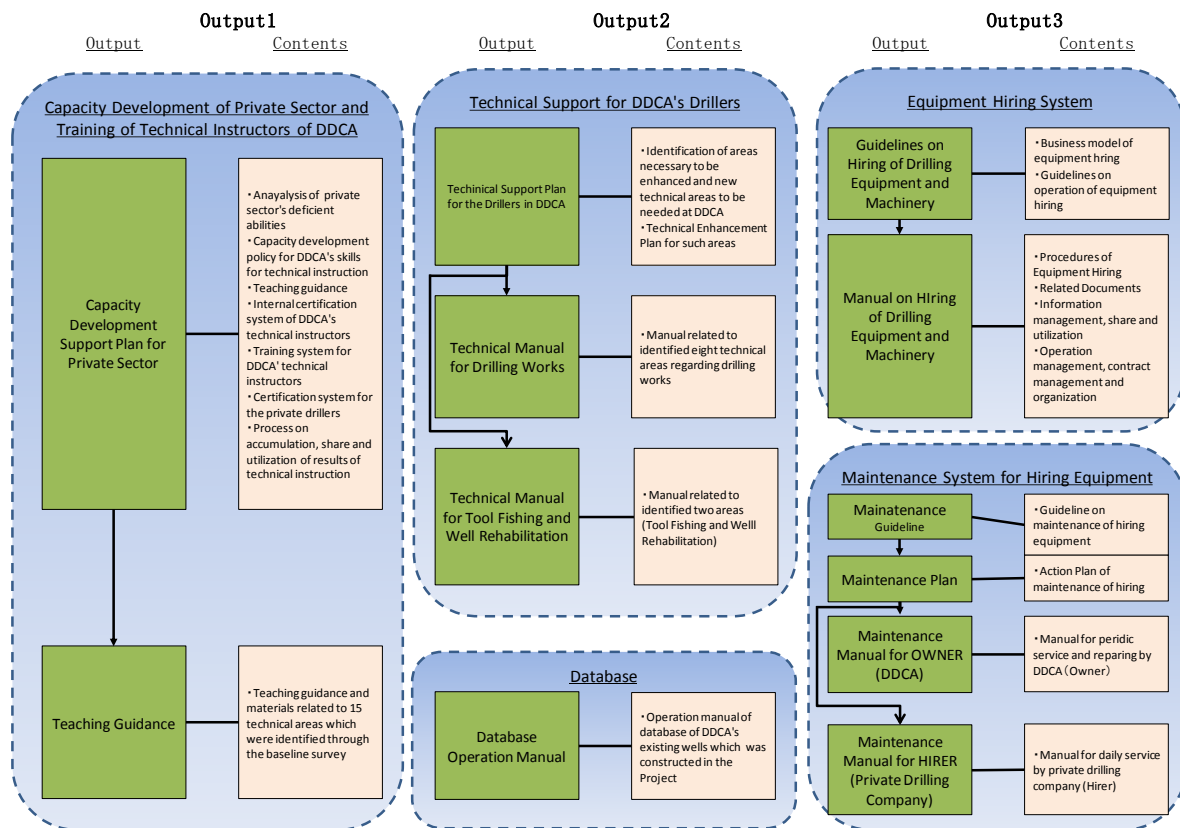 Output1
Output
Contents
Capacity Development of Private Sector and
Training of Technical Instructors of DDCA
Capacity
Development
Support Plan for
Private Sector
・Anayalysis of private
sector's deficient
abilities
・Capacity development
policy for DDCA's skills
for technical instruction
・Teaching guidance
・Internal certification
system of DDCA's
technical instructors
・Training system for
DDCA' technical
instructors
・Certification system for
the private drillers
・Process on
accumulation, share and
utilization of results of
technical instruction
Teaching Guidance
・Teaching guidance and
materials related to 15
technical areas which
were identified through
the baseline survey
Output2
Output
Contents
Technical Support for DDCA's Drillers
Techinical Support Plan
for the Drillers in DDCA
・Identification of areas
necessary to be
enhanced and new
technical areas to be
needed at DDCA
・Technical Enhancement
Plan for such areas
Technical Manual
for Drilling Works
・Manual related to
identified eight technical
areas regarding drilling
works
Technical Manual
for Tool Fishing and
Well Rehabilitation
・Manual related to
identified two areas
(Tool Fishing and Welll
Rehabilitation)
Database
Database
Operation Manual
・Operation manual of
database of DDCA's
existing wells which was
constructed in the
Project
Output3
Output
Contents
Equipment Hiring System
Guidelines on
Hiring of Drilling
Equipment and
Machinery
・Business model of
equipment hring
・Guidelines on
operation of equipment
hiring
Manual on HIring
of Drilling
Equipment and
Machinery
・Procedures of
Equipment Hiring
・Related Documents
・Information
management, share and
utilization
・Operation
management, contract
management and
organization
Maintenance System for Hiring Equipment
Mainatenance
Guideline
・Guideline on
maintenance of hiring
equipment
Maintenance Plan
・Action Plan of
maintenance of hiring
Maintenance
Manual for OWNER
(DDCA)
・Manual for peridic
service and reparing by
DDCA（Owner）
Maintenance
Manual for HIRER
(Private Drilling
Company)
・Manual for daily service
by private drilling
company (Hirer)